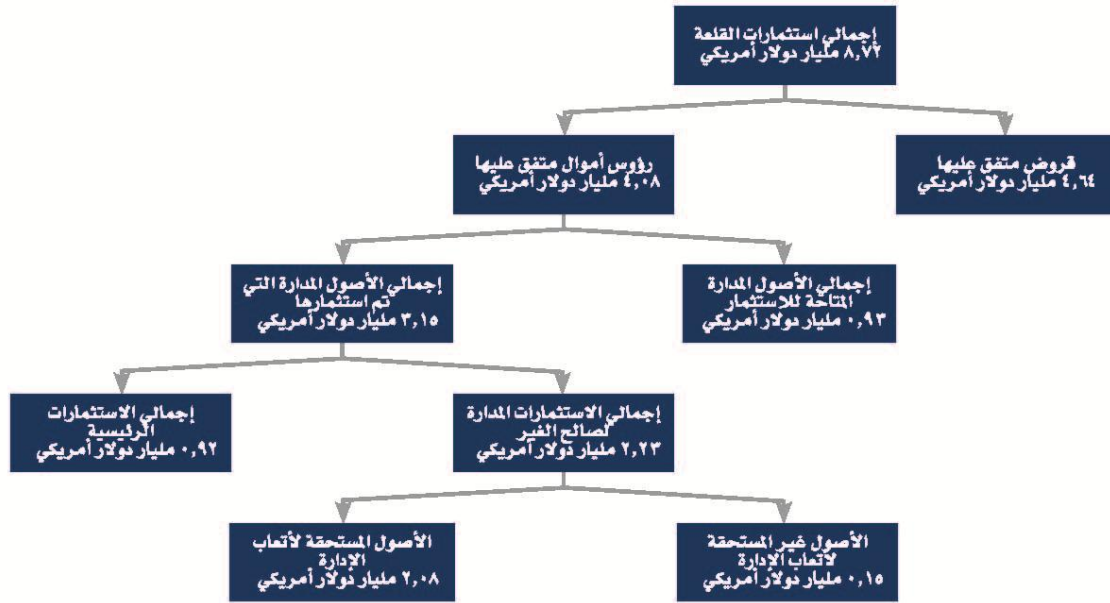 إجمالي استثمارات القلعة
٨,٧٢ مليار دولار أمريكي
قروض متفق عليها
٤,٦٤ مليار دولار أمريكي
رؤوس أموال متفق عليها
٤,٠٨ مليار دولار أمريكي
إجمالي الأصول المدارة
المتاحة للإستثمار
٠,٩٣ مليار دولار أمريكي
إجمالي الأصول المدارة التي
تم استثمارها
٣,١٥ مليار دولار أمريكي
إجمالي الاستثمارات المدارة
لصالح الغير
٢,٢٣ مليار دولار أمريكي
إجمالي الاستثمارات
الرئيسية
٠,٩٢ مليار دولار أمريكي
الأصول غير المستحقة
لأتعاب الإدارة
٠,١٥ مليار دولار أمريكي
الأصول المستحقة لأتعاب
الإدارة
٢,٠٨ مليار دولار أمريكي